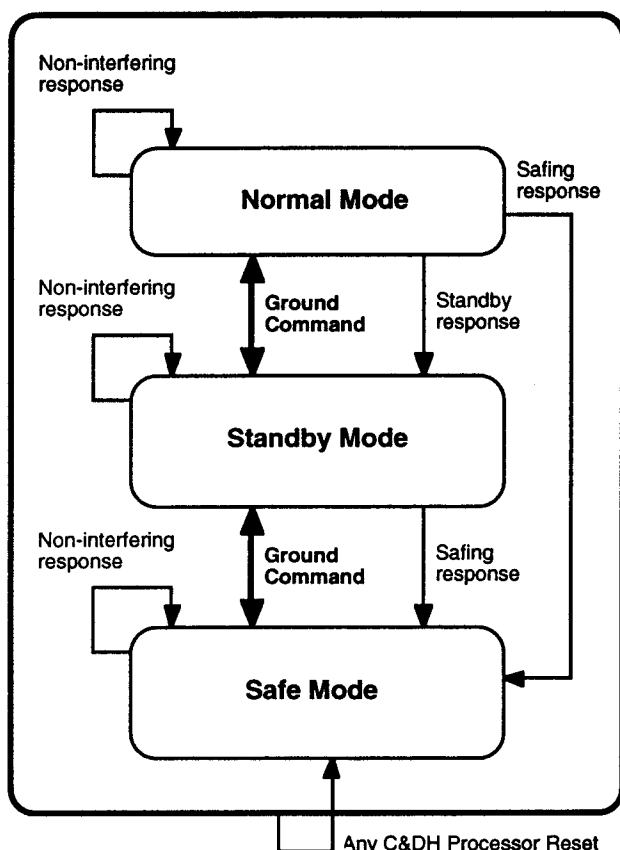 Non-interfering
response
Normal Mode
Safing
response
Non-interfering
response
Ground
Command
Standby
response
Standby Mode
Non-interfering
response
Ground
Command
Safing
response
Safe Mode
Any C&DH Processor Reset